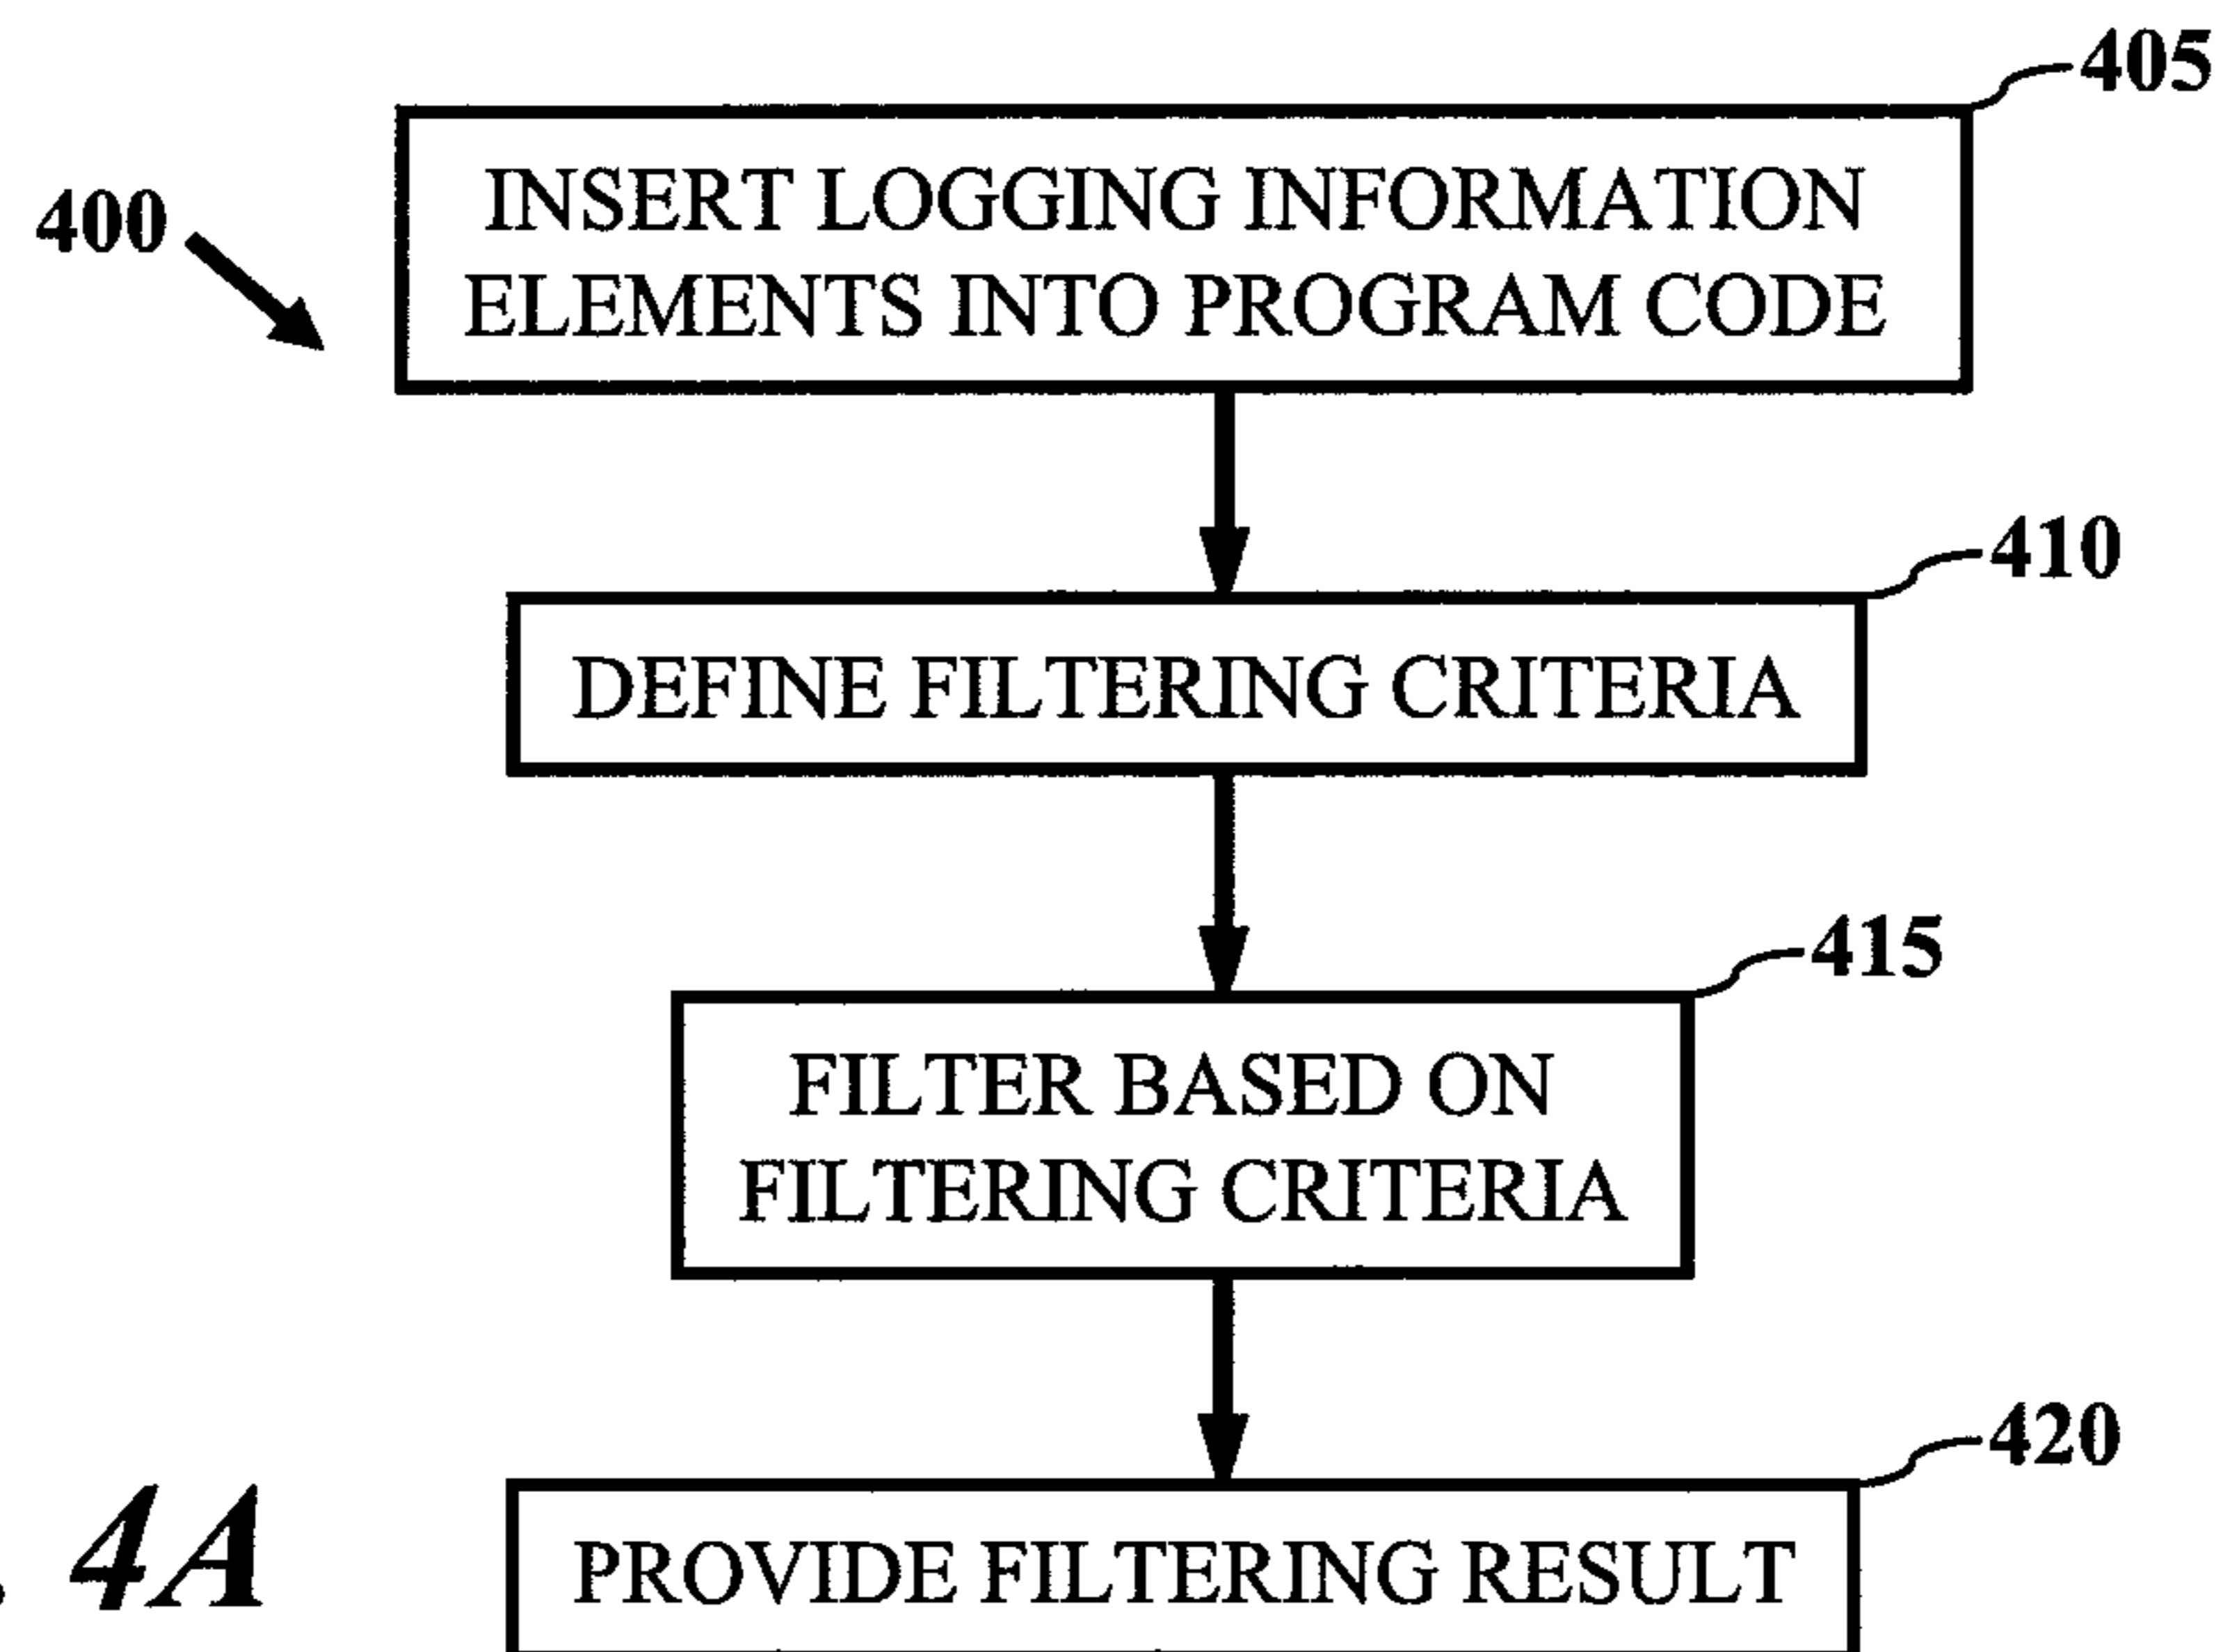 405
400
INSERT LOGGING INFORMATION
ELEMENTS INTO PROGRAM CODE
410
DEFINE FILTERING CRITERIA
415
FILTER BASED ON
FILTERING CRITERIA
420
4A
PROVIDE FILTERING RESULT